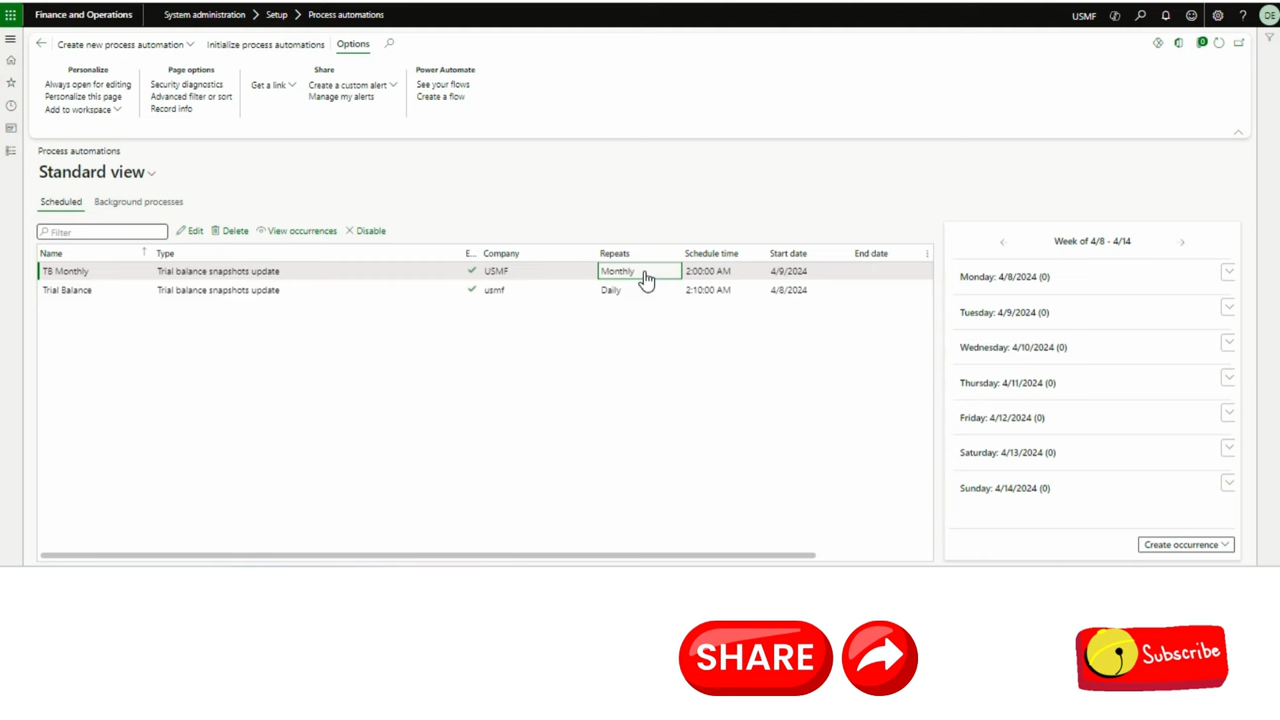 Finance and Operations System administration > Setup > Process automations USMF ? DE
Create new process automation Initialize process automations Options 0
Personalize Page options Share Power Automate
Always open for editing Security diagnostics Get a link Create a custom alert See your flows
Personalize this page Advanced filter or sort Manage my alerts Create a flow
Add to workspace Record info
Process automations
Standard view
Scheduled Background processes
Filter Edit Delete View occurrences Disable
Name Type E... Company Repeats Schedule time Start date End date
TB Monthly Trial balance snapshots update USMF Monthly 2:00:00 AM 4/9/2024
Trial Balance Trial balance snapshots update usmf Daily 2:10:00 AM 4/8/2024
Week of 4/8 - 4/14
Monday: 4/8/2024 (0)
Tuesday: 4/9/2024 (0)
Wednesday: 4/10/2024 (0)
Thursday: 4/11/2024 (0)
Friday: 4/12/2024 (0)
Saturday: 4/13/2024 (0)
Sunday: 4/14/2024 (0)
Create occurrence
SHARE
Subscribe